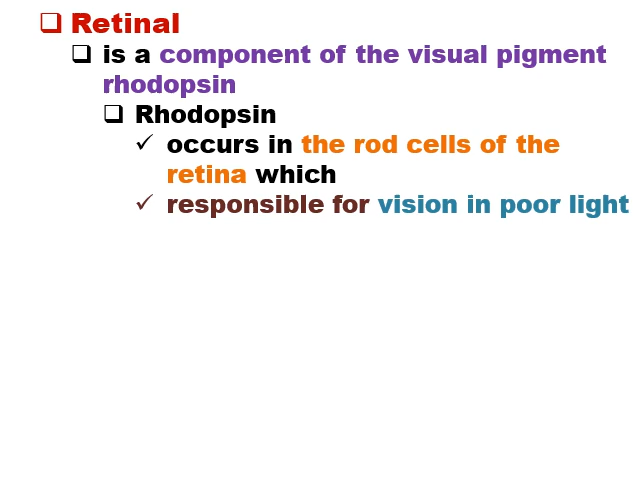 ❑ Retinal
❑ is a component of the visual pigment
rhodopsin
❑ Rhodopsin
✓ occurs in the rod cells of the
retina which
✓ responsible for vision in poor light